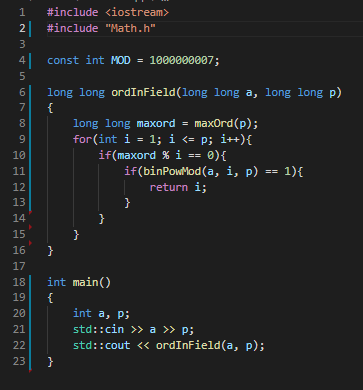 1 #include <iostream>
2 #include "Math.h"
3
4 const int MOD = 1000000007;
5
6 long long ordInField(long long a, long long p)
7 {
8     long long maxord = maxOrd(p);
9     for(int i = 1; i <= p; i++){
10         if(maxord % i == 0){
11             if(binPowMod(a, i, p) == 1){
12                 return i;
13             }
14         }
15     }
16 }
17
18 int main()
19 {
20     int a, p;
21     std::cin >> a >> p;
22     std::cout << ordInField(a, p);
23 }